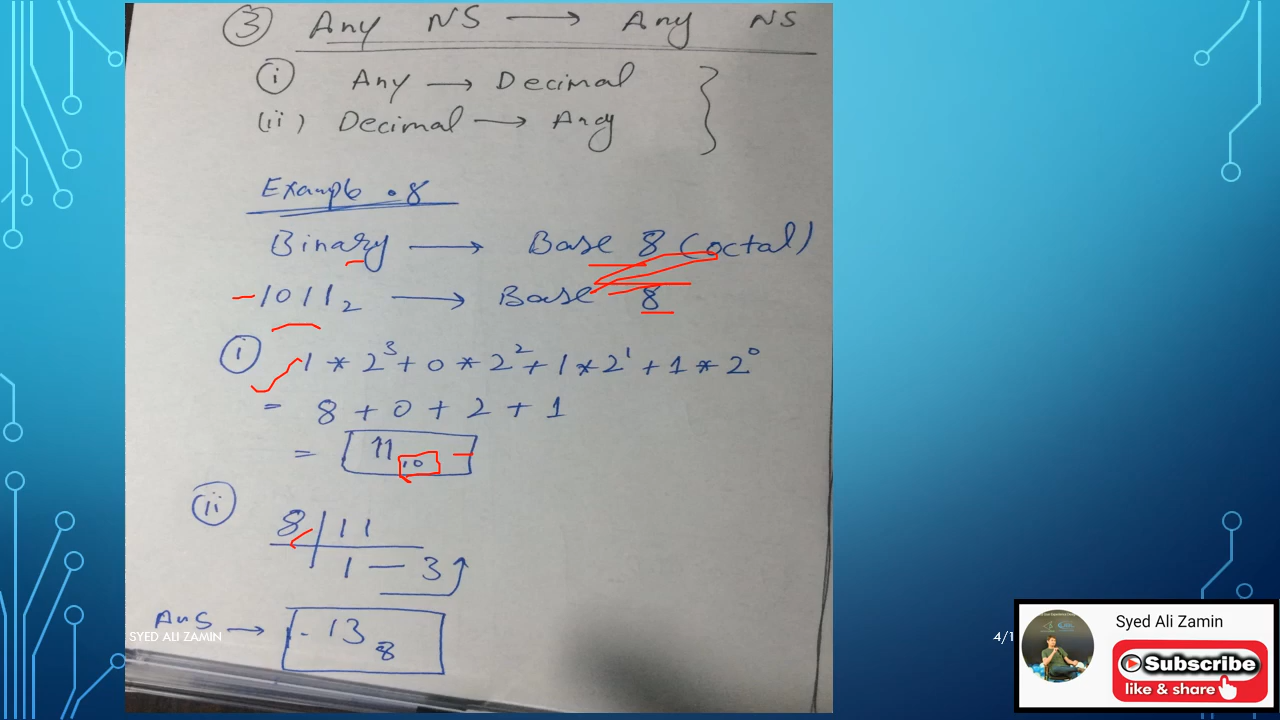 ③ Any NS → Any NS
(i) Any → Decimal
(ii) Decimal → Any
Example .8
Binary → Base 8 (octal)
1011₂ → Base 8
(i) 1 * 2³ + 0 * 2² + 1 * 2¹ + 1 * 2⁰
= 8 + 0 + 2 + 1
= 11₁₀
(ii)
8 | 11
1 — 3
Ans → 13₈
SYED ALI ZAMIN
4/1
Syed Ali Zamin
Subscribe
like & share